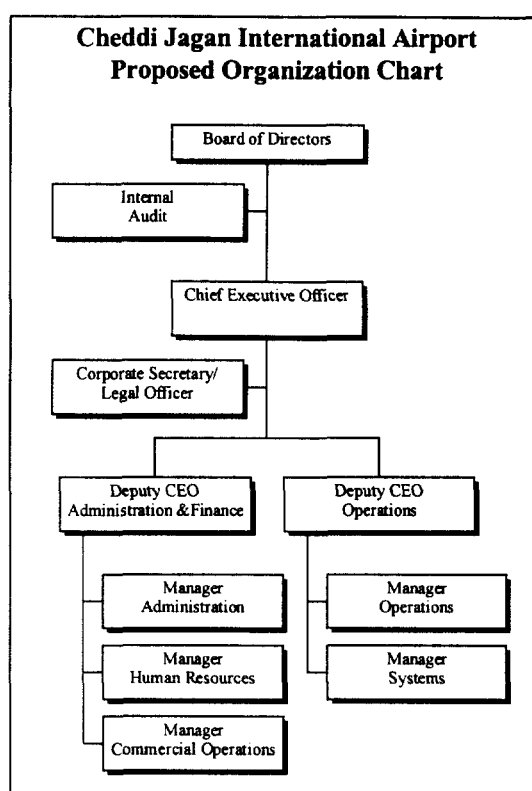 Cheddi Jagan International Airport
Proposed Organization Chart
Board of Directors
Internal
Audit
Chief Executive Officer
Corporate Secretary/
Legal Officer
Deputy CEO
Administration &Finance
Deputy CEO
Operations
Manager
Administration
Manager
Operations
Manager
Human Resources
Manager
Systems
Manager
Commercial Operations